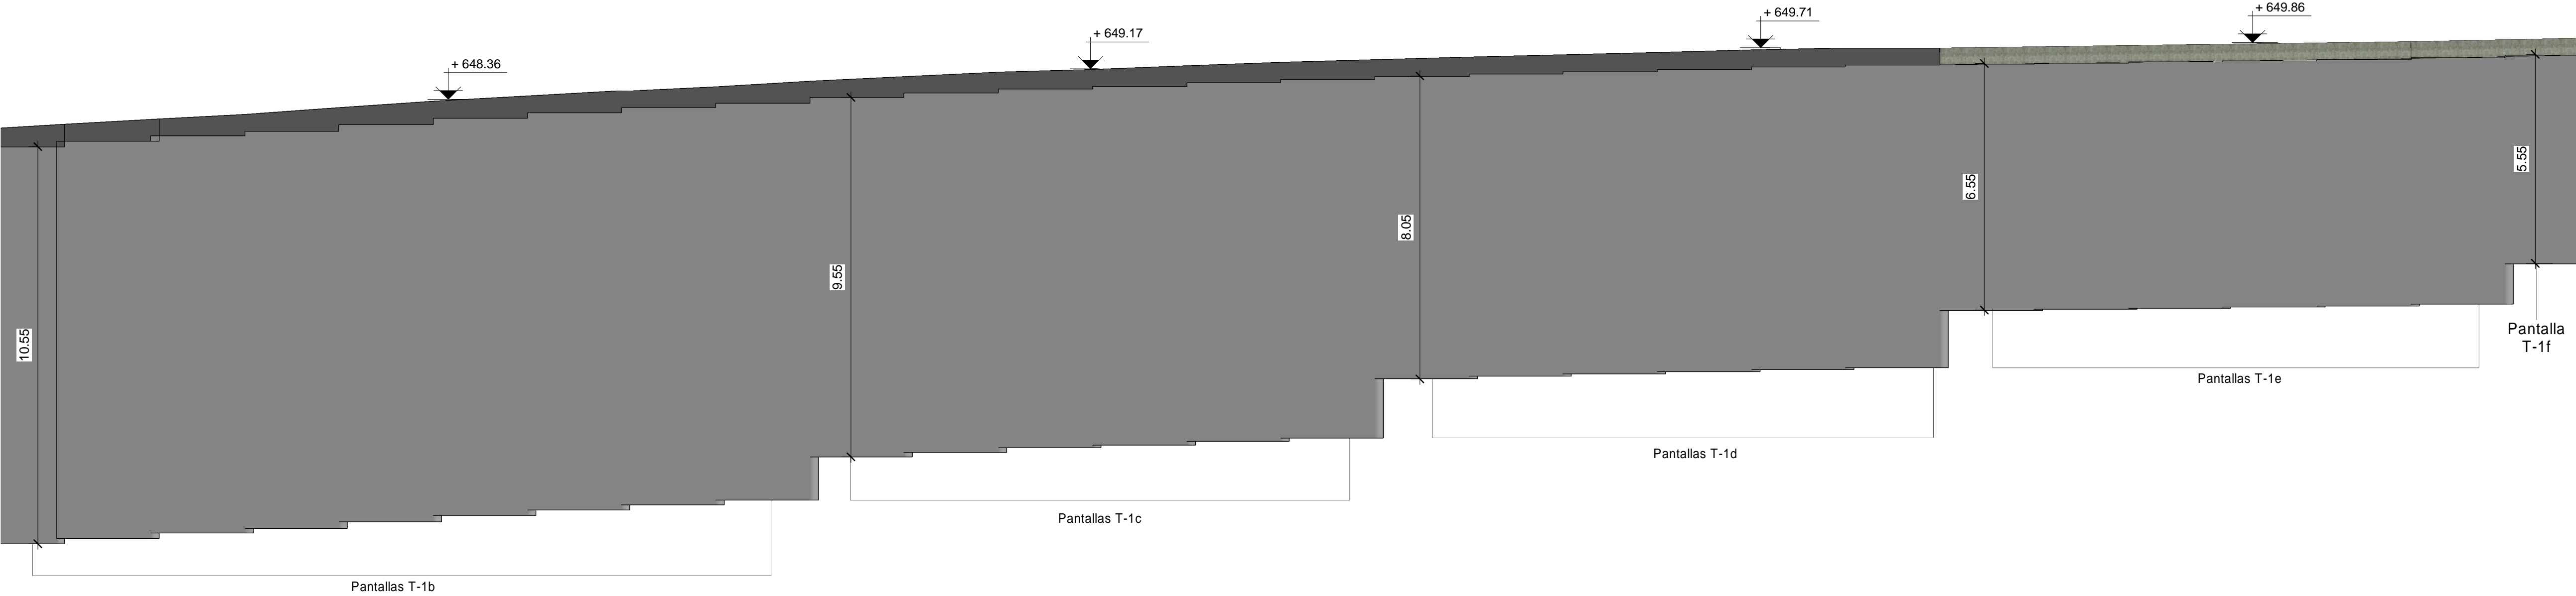 + 648.36
+ 649.17
+ 649.71
+ 649.86
10.55
9.55
8.05
6.55
5.55
Pantalla
T-1f
Pantallas T-1e
Pantallas T-1d
Pantallas T-1c
Pantallas T-1b